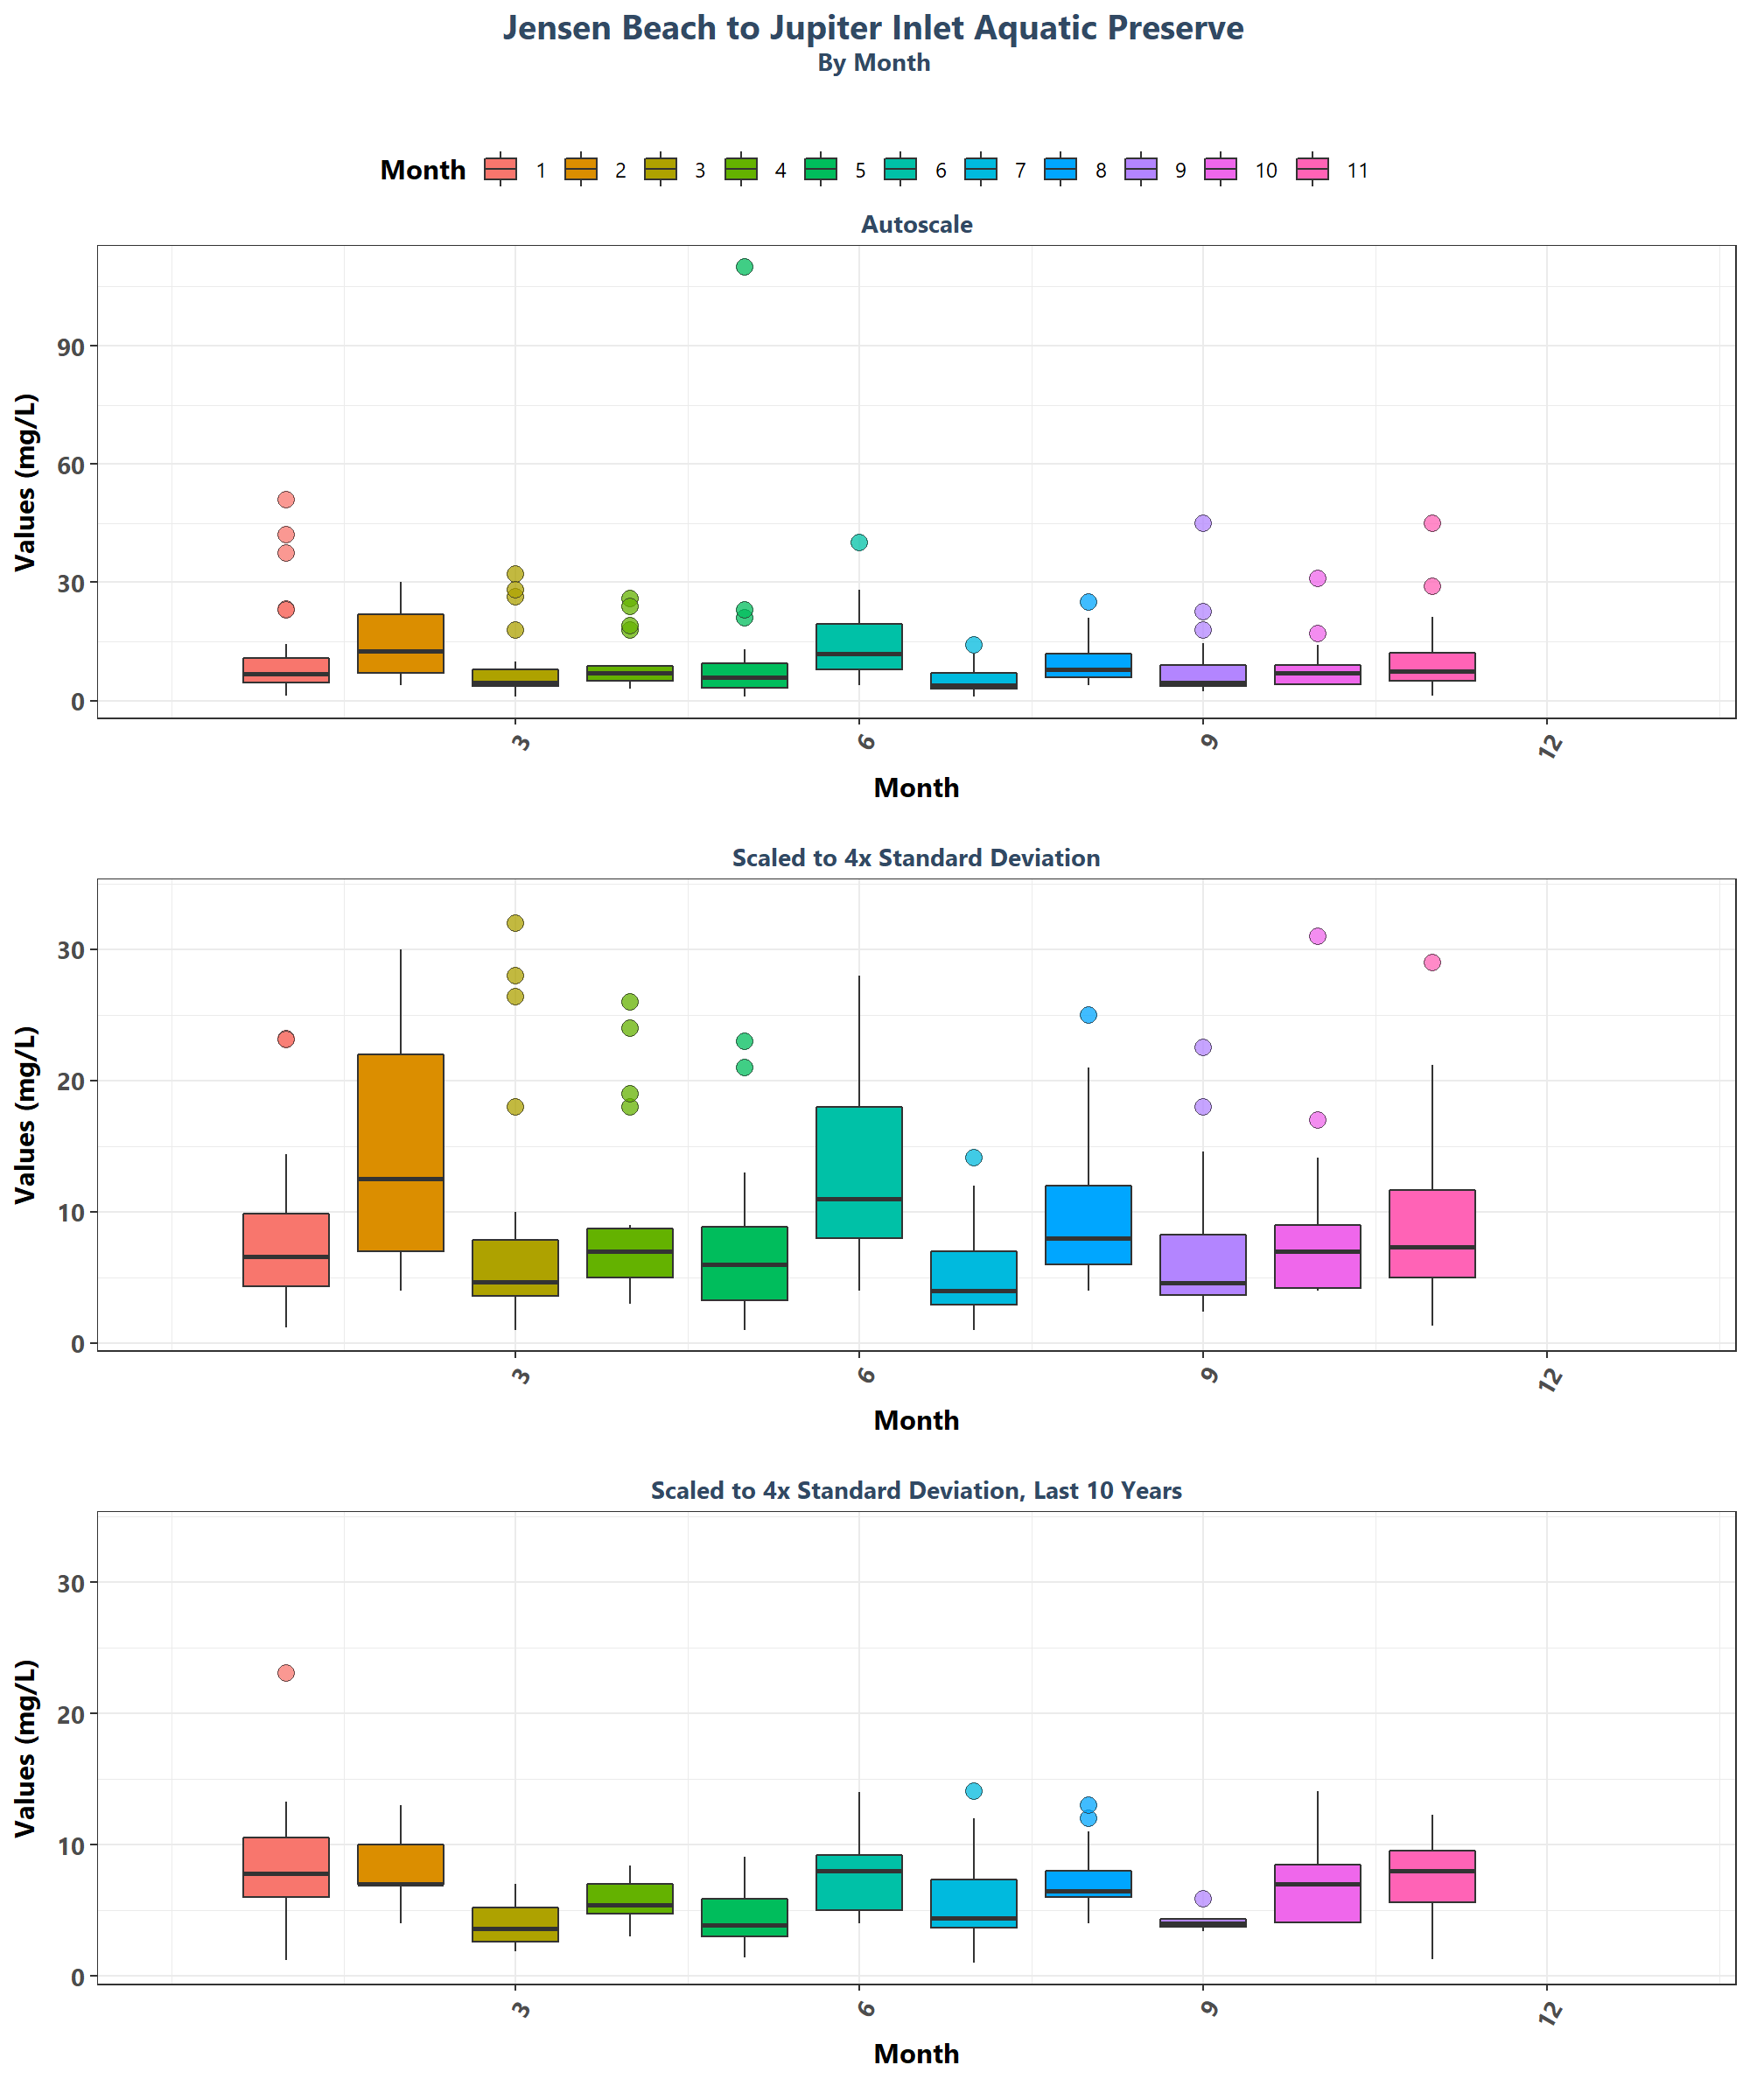 Jensen Beach to Jupiter Inlet Aquatic Preserve
By Month
Month 1 2 3 4 5 6 7 8 9 10 11
Autoscale
Values (mg/L)
90
60
30
0
3 6 9 12
Month
Scaled to 4x Standard Deviation
Values (mg/L)
30
20
10
0
3 6 9 12
Month
Scaled to 4x Standard Deviation, Last 10 Years
Values (mg/L)
30
20
10
0
3 6 9 12
Month